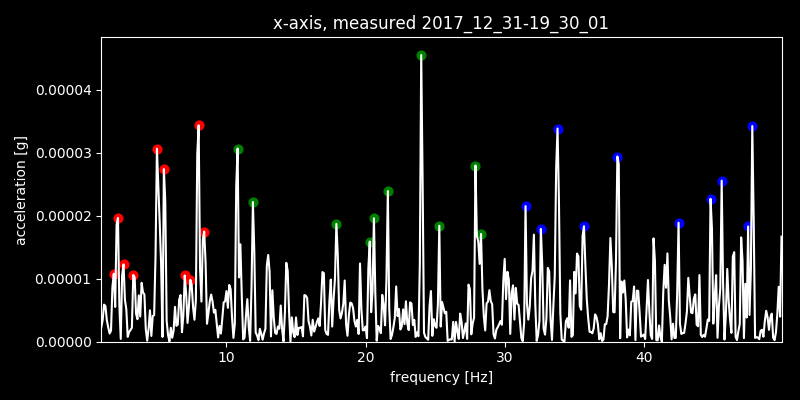 x-axis, measured 2017_12_31-19_30_01
acceleration [g]
0.00004
0.00003
0.00002
0.00001
0.00000
10 20 30 40
frequency [Hz]